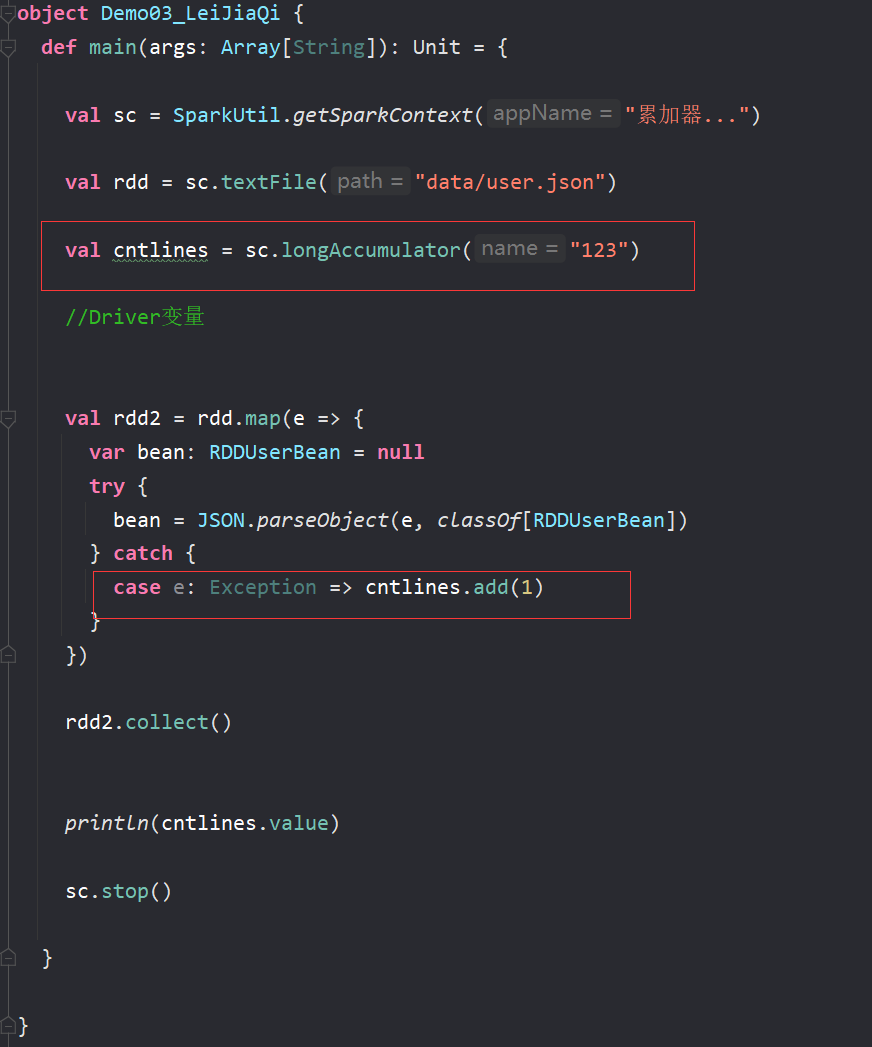 object Demo03_LeiJiaQi {
def main(args: Array[String]): Unit = {
val sc = SparkUtil.getSparkContext( appName = "累加器...")
val rdd = sc.textFile( path = "data/user.json")
val cntlines = sc.longAccumulator( name = "123")
//Driver变量
val rdd2 = rdd.map(e => {
var bean: RDDUserBean = null
try {
bean = JSON.parseObject(e, classOf[RDDUserBean])
} catch {
case e: Exception => cntlines.add(1)
}
})
rdd2.collect()
println(cntlines.value)
sc.stop()
}
}